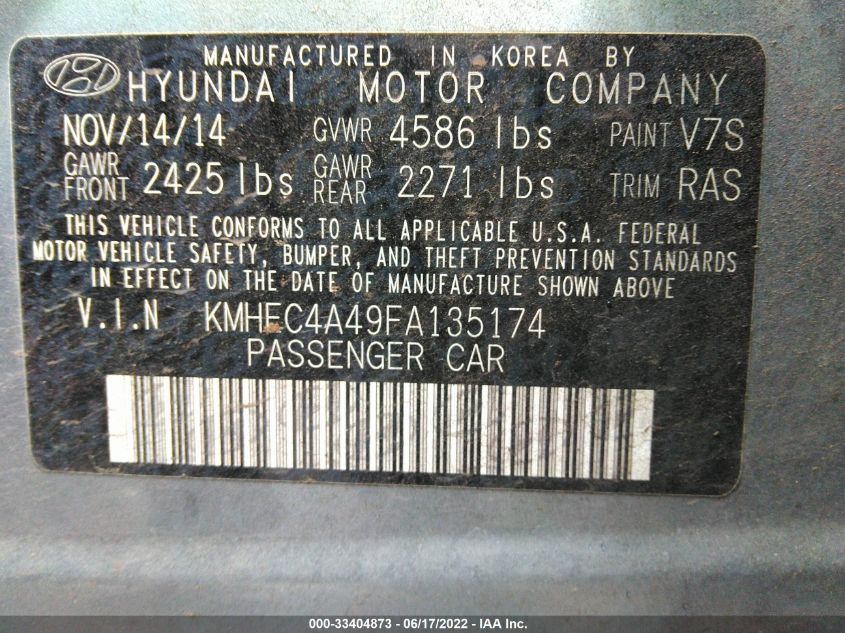 MANUFACTURED IN KOREA BY
HYUNDAI MOTOR COMPANY
NOV/14/14 GVWR 4586 lbs PAINT V7S
GAWR FRONT 2425 lbs GAWR REAR 2271 lbs TRIM RAS
THIS VEHICLE CONFORMS TO ALL APPLICABLE U.S.A. FEDERAL
MOTOR VEHICLE SAFETY, BUMPER, AND THEFT PREVENTION STANDARDS
IN EFFECT ON THE DATE OF MANUFACTURE SHOWN ABOVE.
V.I.N KMHEC4A49FA135174
PASSENGER CAR
000-33404873 - 06/17/2022 - IAA Inc.